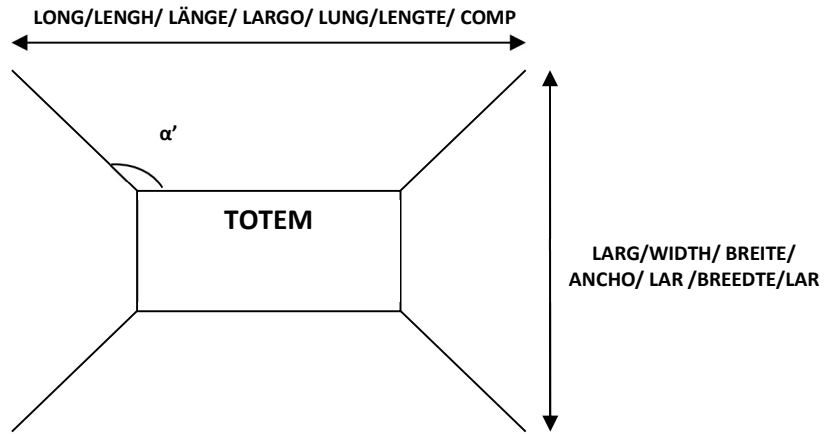 LONG/LENGH/ LÄNGE/ LARGO/ LUNG/LENGTE/ COMP
α’
TOTEM
LARG/WIDTH/ BREITE/
ANCHO/ LAR /BREEDTE/LAR